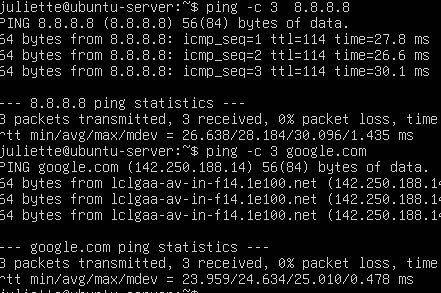 juliette@ubuntu-server:~$ ping -c 3  8.8.8.8
PING 8.8.8.8 (8.8.8.8) 56(84) bytes of data.
64 bytes from 8.8.8.8: icmp_seq=1 ttl=114 time=27.8 ms
64 bytes from 8.8.8.8: icmp_seq=2 ttl=114 time=26.6 ms
64 bytes from 8.8.8.8: icmp_seq=3 ttl=114 time=30.1 ms
--- 8.8.8.8 ping statistics ---
3 packets transmitted, 3 received, 0% packet loss, time
rtt min/avg/max/mdev = 26.638/28.184/30.096/1.435 ms
juliette@ubuntu-server:~$ ping -c 3 google.com
PING google.com (142.250.188.14) 56(84) bytes of data.
64 bytes from lclgaa-av-in-f14.1e100.net (142.250.188.14
64 bytes from lclgaa-av-in-f14.1e100.net (142.250.188.14
64 bytes from lclgaa-av-in-f14.1e100.net (142.250.188.14
--- google.com ping statistics ---
3 packets transmitted, 3 received, 0% packet loss, time
rtt min/avg/max/mdev = 23.959/24.634/25.010/0.478 ms
juliette@ubuntu-server:~$